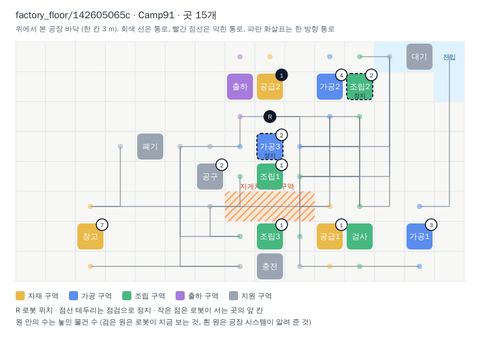 factory_floor/142605065c · Camp91 · 곳 15개
위에서 본 공장 바닥 (한 칸 3 m). 회색 선은 통로, 빨간 점선은 막힌 통로, 파란 화살표는 한 방향 통로
대기
진입
1
4
2
출하
공급2
가공2
조립2
정지
R
2
폐기
가공3
정지
2
1
공구
조립1
구역
7
1
1
3
창고
조립3
공급1
검사
가공1
충전
자재 구역
가공 구역
조립 구역
출하 구역
지원 구역
R 로봇 위치 · 점선 테두리는 점검으로 정지 · 작은 점은 로봇이 서는 곳의 앞 칸
원 안의 수는 놓인 물건 수 (검은 원은 로봇이 지금 보는 것, 흰 원은 공장 시스템이 알려 준 것)